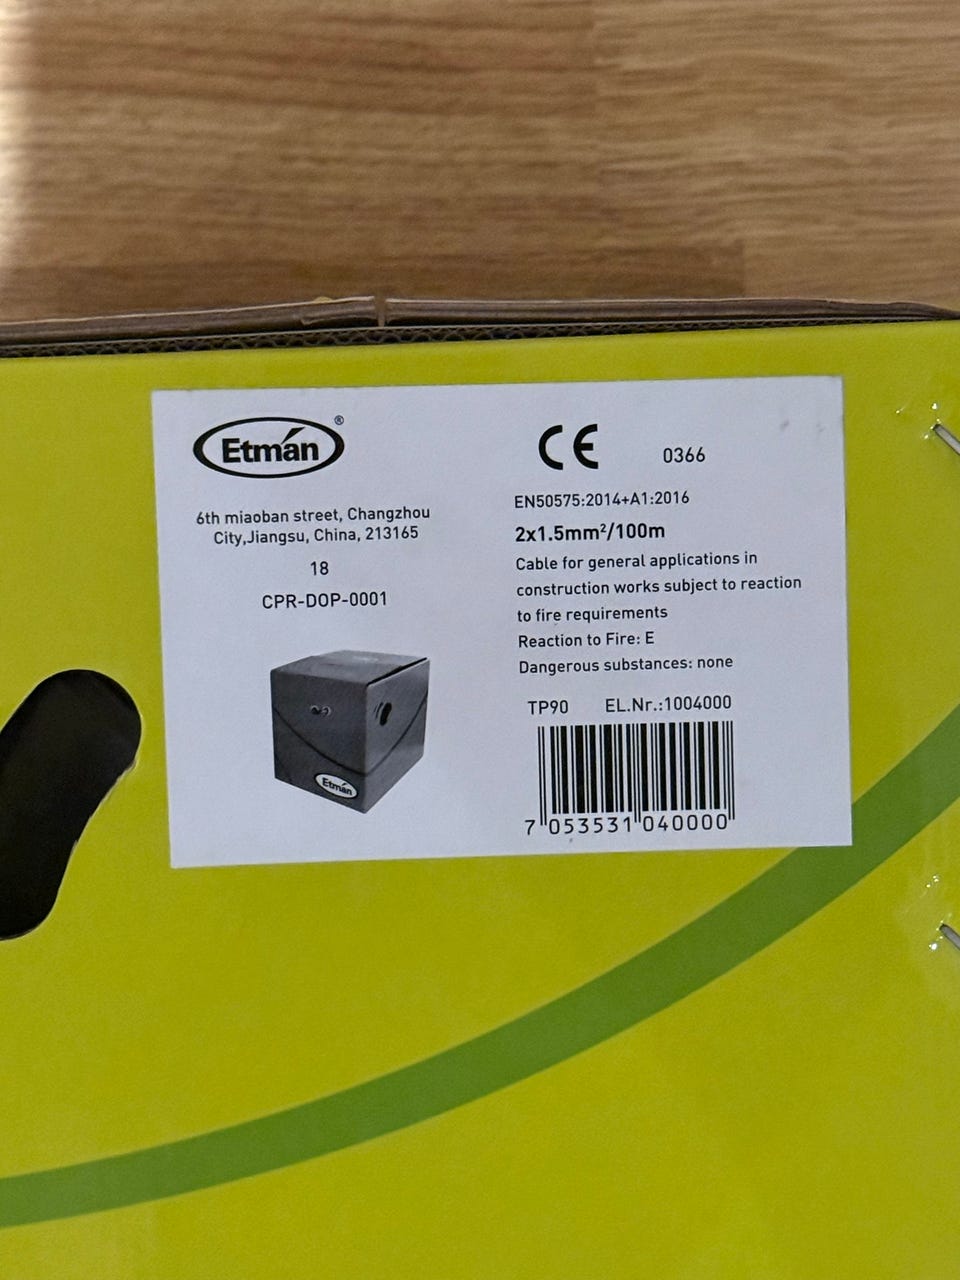 Etmán®
6th miaoban street, Changzhou
City,Jiangsu, China, 213165
18
CPR-DOP-0001
Etmán
CE 0366
EN50575:2014+A1:2016
2x1.5mm²/100m
Cable for general applications in
construction works subject to reaction
to fire requirements
Reaction to Fire: E
Dangerous substances: none
TP90 EL.Nr.:1004000
7 053531 040000